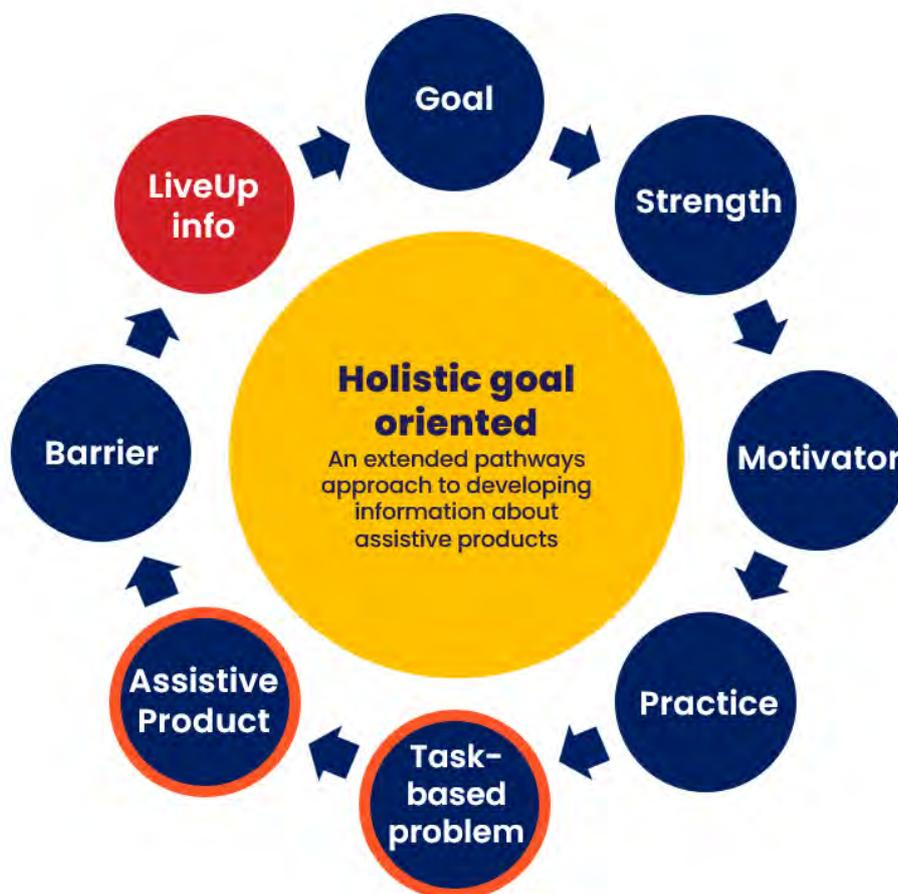 Goal
Strength
Motivator
Practice
Task-
based
problem
Assistive
Product
Barrier
LiveUp
info
Holistic goal
oriented
An extended pathways
approach to developing
information about
assistive products